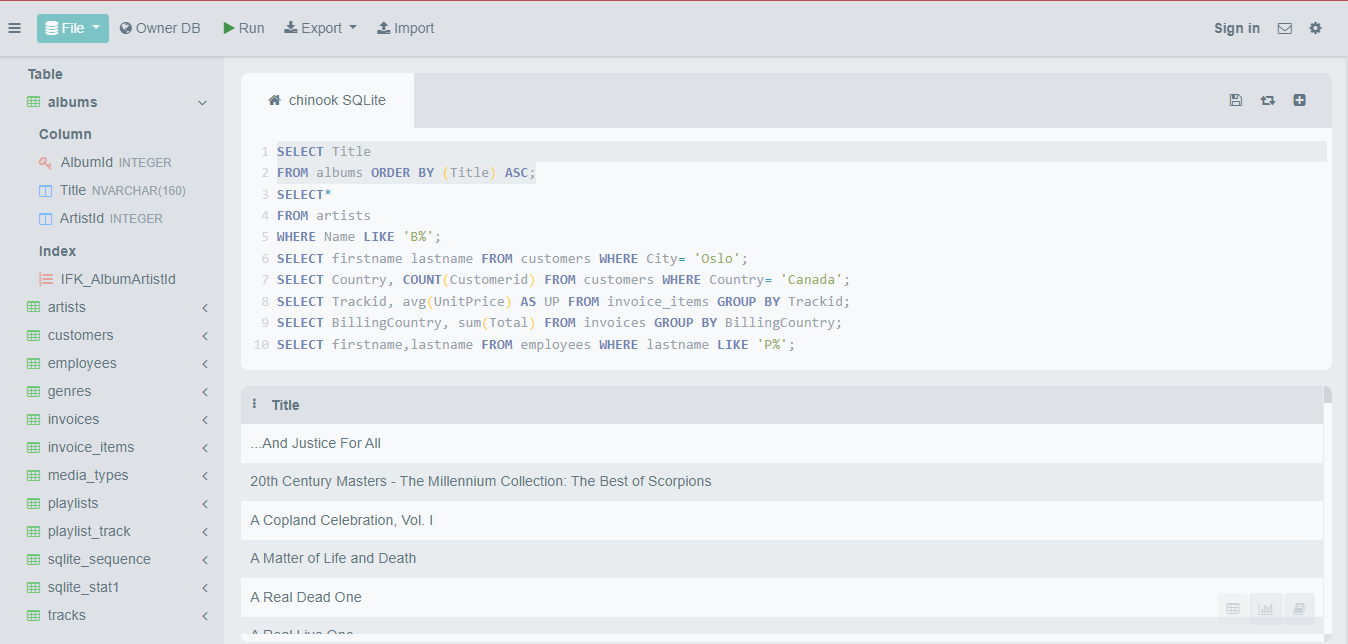 File Owner DB Run Export Import Sign in
Table
albums
Column
AlbumId INTEGER
Title NVARCHAR(160)
ArtistId INTEGER
Index
IFK_AlbumArtistId
artists
customers
employees
genres
invoices
invoice_items
media_types
playlists
playlist_track
sqlite_sequence
sqlite_stat1
tracks
chinook SQLite
1 SELECT Title
2 FROM albums ORDER BY (Title) ASC;
3 SELECT*
4 FROM artists
5 WHERE Name LIKE 'B%';
6 SELECT firstname lastname FROM customers WHERE City= 'Oslo';
7 SELECT Country, COUNT(Customerid) FROM customers WHERE Country= 'Canada';
8 SELECT Trackid, avg(UnitPrice) AS UP FROM invoice_items GROUP BY Trackid;
9 SELECT BillingCountry, sum(Total) FROM invoices GROUP BY BillingCountry;
10 SELECT firstname,lastname FROM employees WHERE lastname LIKE 'P%';
Title
...And Justice For All
20th Century Masters - The Millennium Collection: The Best of Scorpions
A Copland Celebration, Vol. I
A Matter of Life and Death
A Real Dead One
A Real Live One